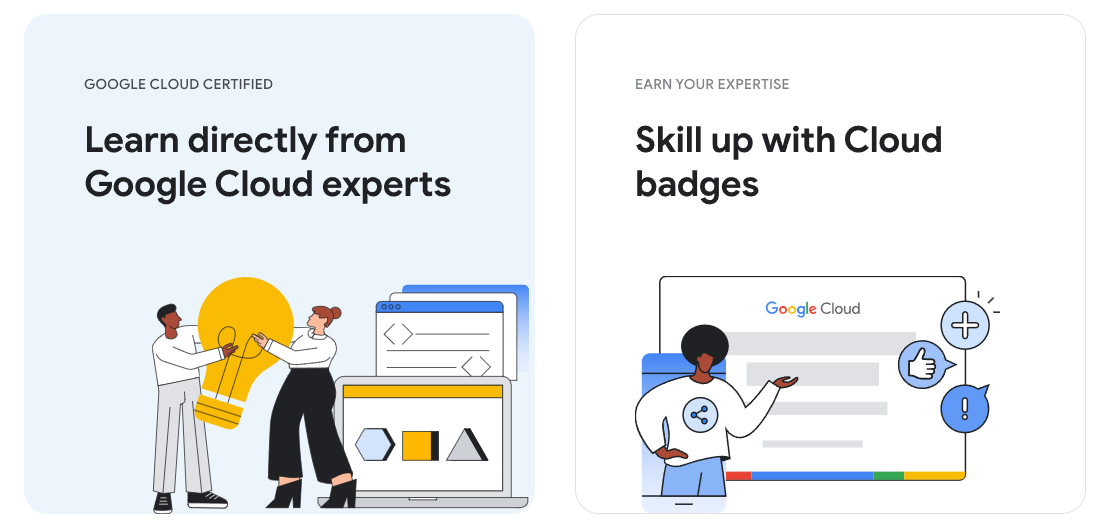 GOOGLE CLOUD CERTIFIED
Learn directly from
Google Cloud experts
EARN YOUR EXPERTISE
Skill up with Cloud
badges
Google Cloud